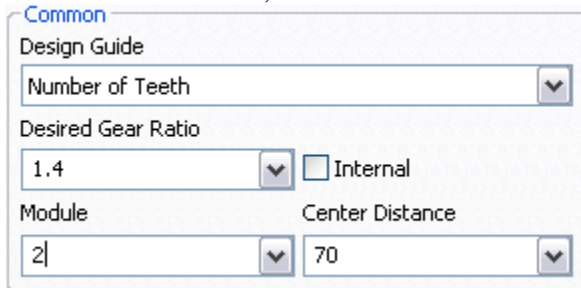 Common
Design Guide
Number of Teeth
Desired Gear Ratio
1.4 Internal
Module Center Distance
2 70